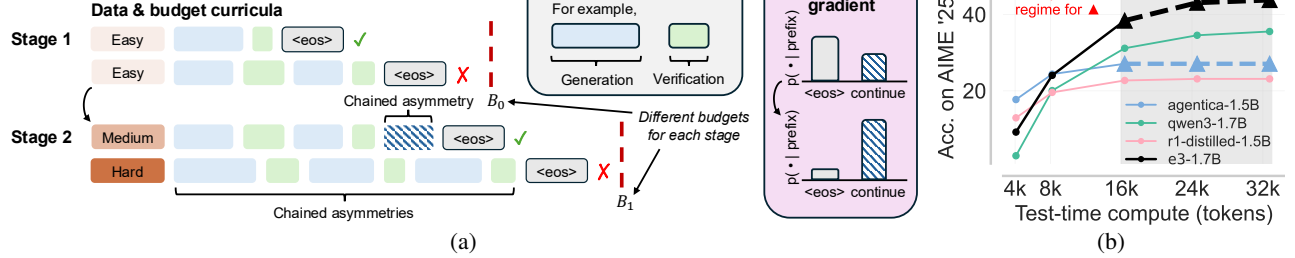 Data & budget curricula
Stage 1
Easy
<eos>
✓
Easy
<eos>
✗
B0
Chained asymmetry
Stage 2
Medium
<eos>
✓
Hard
<eos>
✗
B1
Chained asymmetries
Different budgets
for each stage
For example,
Generation
Verification
gradient
p( • | prefix)
<eos> continue
p( • | prefix)
<eos> continue
(a)
regime for ▲
Acc. on AIME '25
40
20
agentica-1.5B
qwen3-1.7B
r1-distilled-1.5B
e3-1.7B
4k 8k 16k 24k 32k
Test-time compute (tokens)
(b)